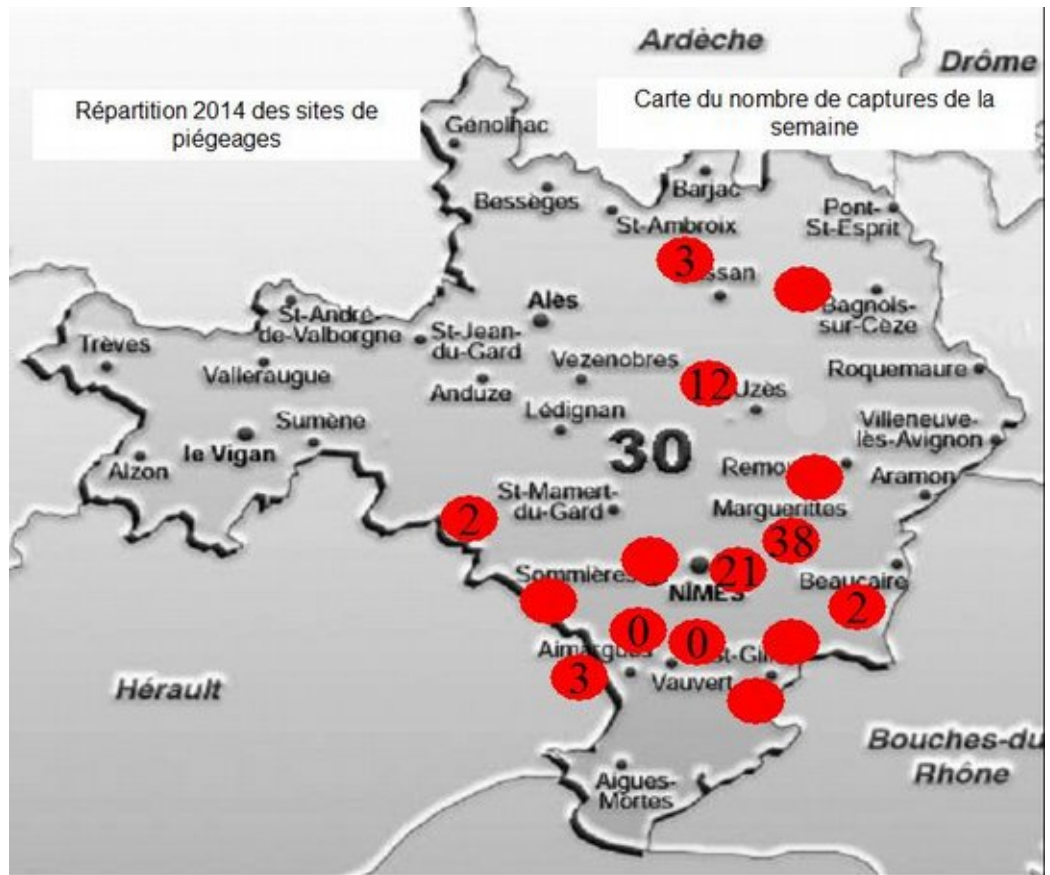 Ardèche
Drôme
Répartition 2014 des sites de
piégeages
Carte du nombre de captures de la
semaine
Génolhac
Barjac
Bessèges
St-Ambroix
Pont-
St-Esprit
3
ssan
Bagnols-
sur-Cèze
Alès
St-André-
de-Valborgne
St-Jean-
du-Gard
Trèves
Valleraugue
Vezenobres
Roquemaure
Anduze
12
Uzès
Lédignan
Villeneuve-
lès-Avignon
Sumène
le Vigan
30
Alzon
Remou
Aramon
St-Mamert-
du-Gard
Marguerittes
2
38
21
NÎMES
Sommières
Beaucaire
2
0
0
Aimargues
St-Gil
3
Vauvert
Hérault
Bouches-du
Rhône
Aigues-
Mortes